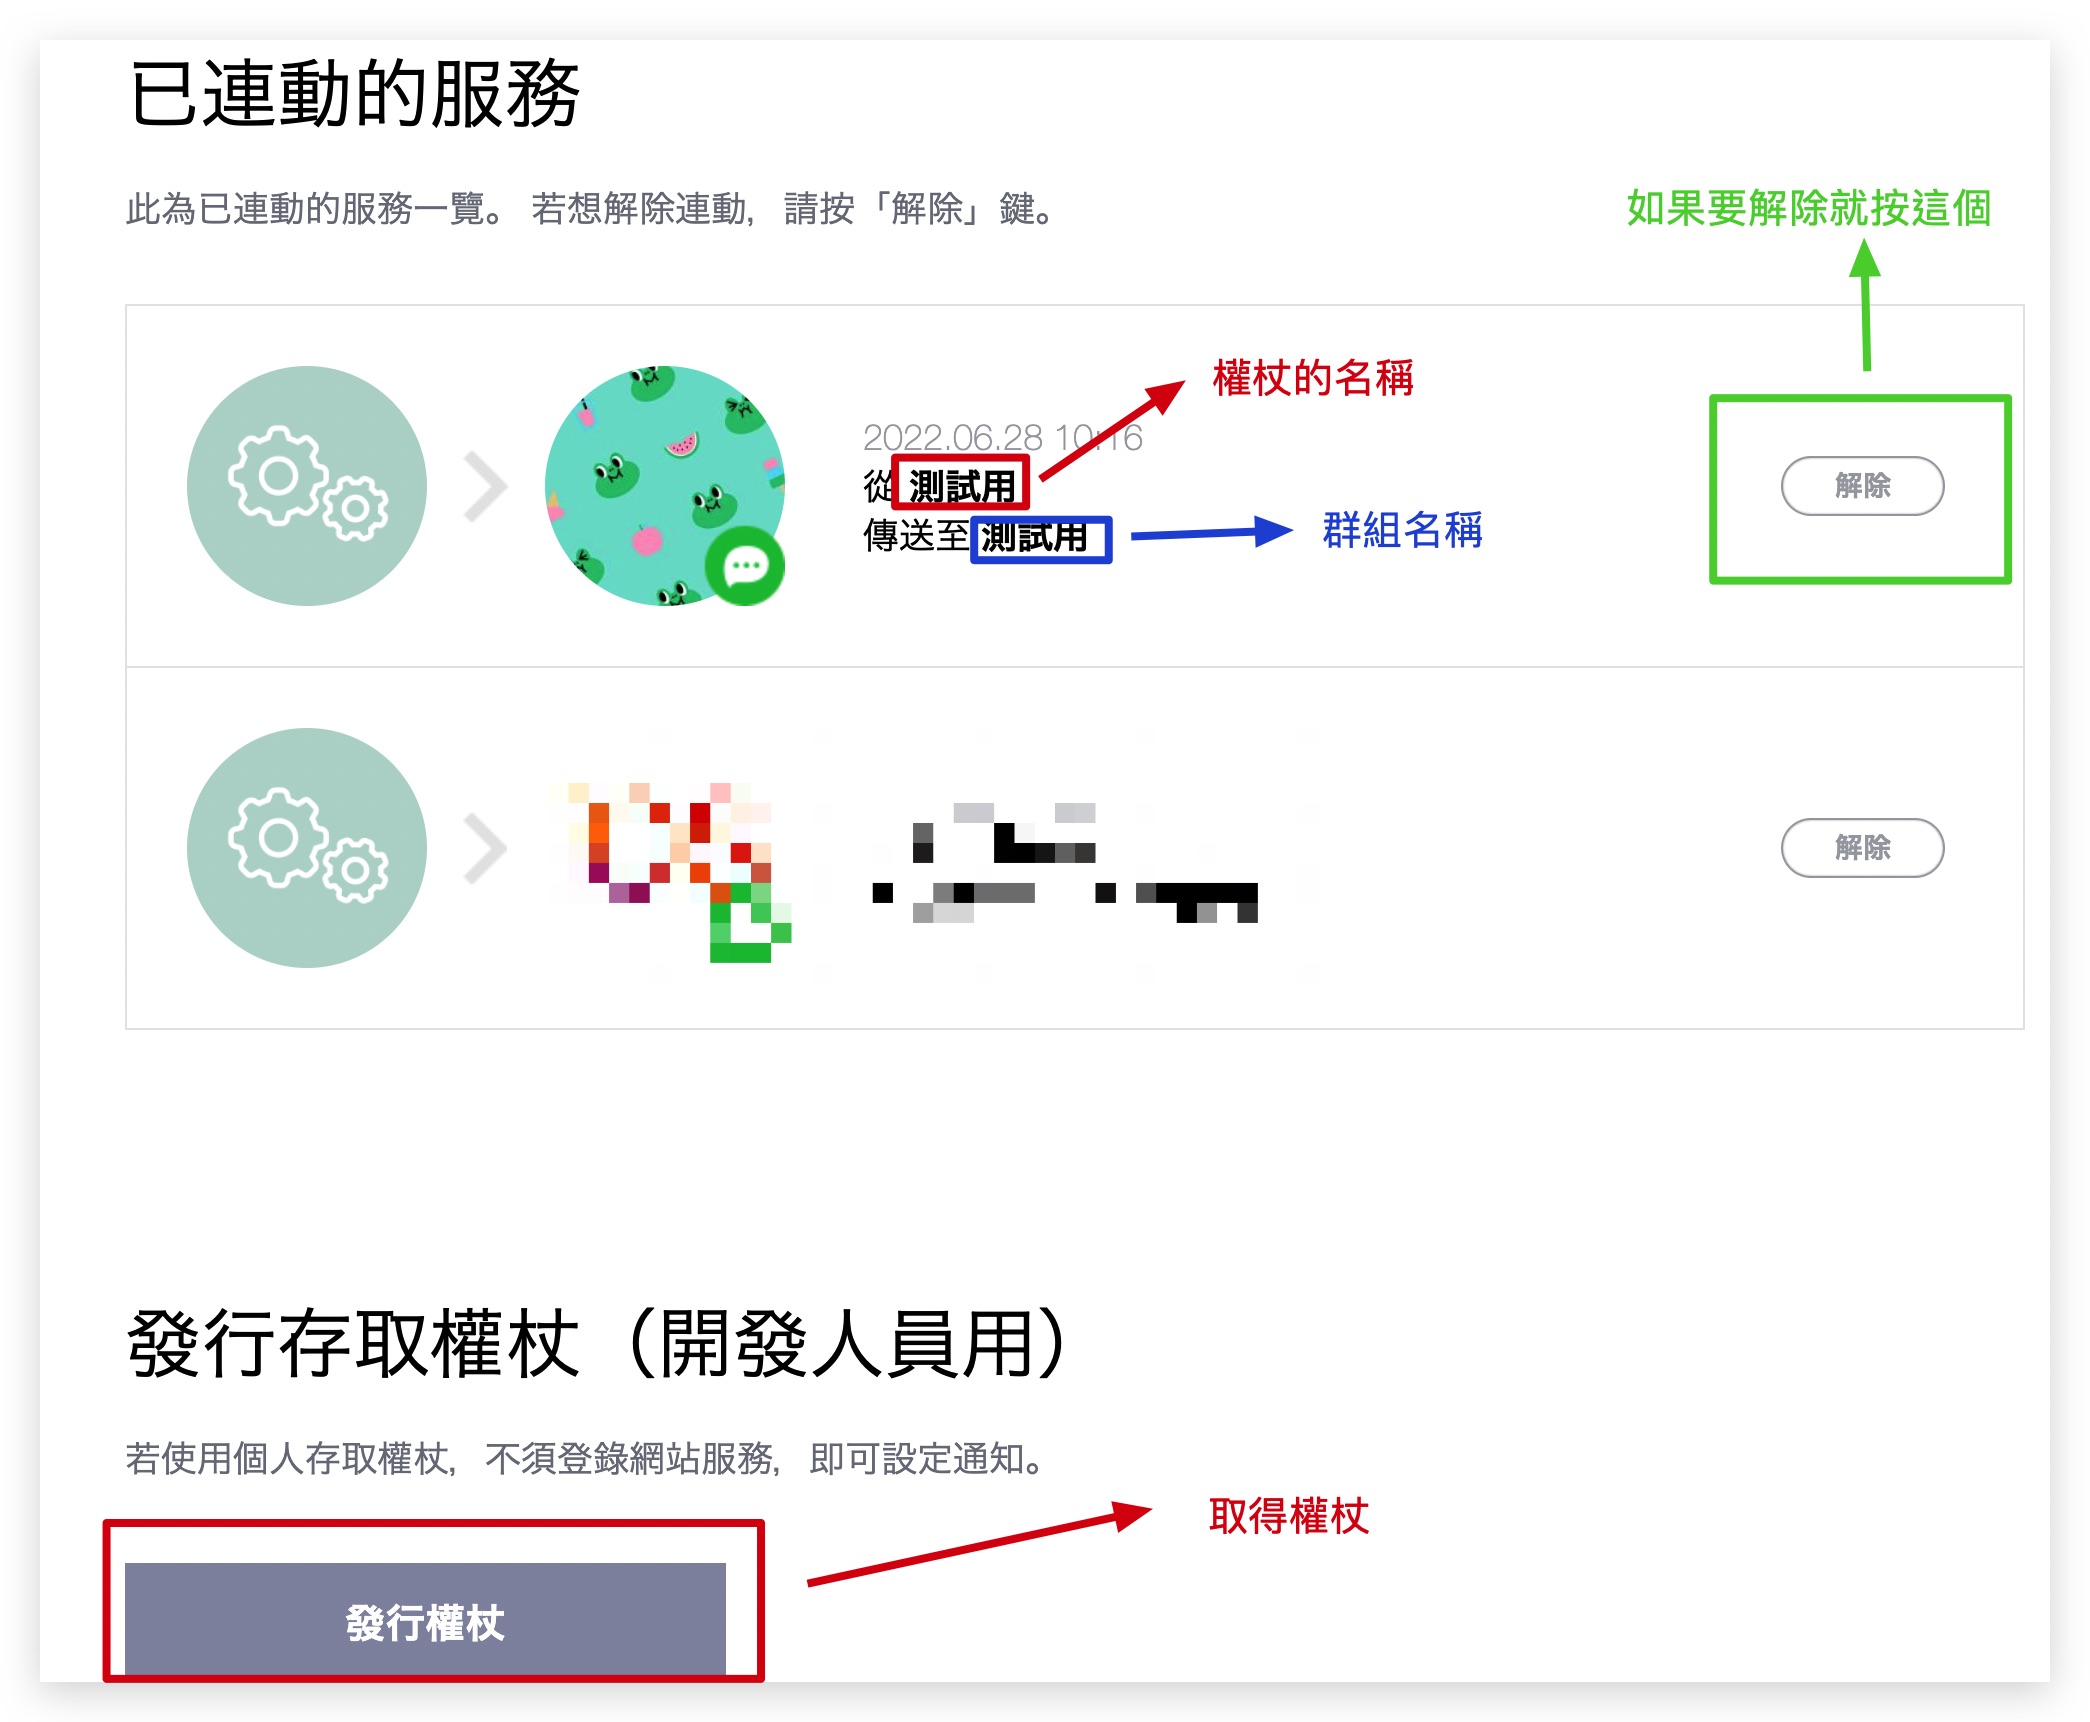 已連動的服務
此為已連動的服務一覽。 若想解除連動，請按「解除」鍵。
如果要解除就按這個
權杖的名稱
2022.06.28 10:16
從 測試用
傳送至 測試用
群組名稱
解除
解除
發行存取權杖（開發人員用）
若使用個人存取權杖，不須登錄網站服務，即可設定通知。
取得權杖
發行權杖